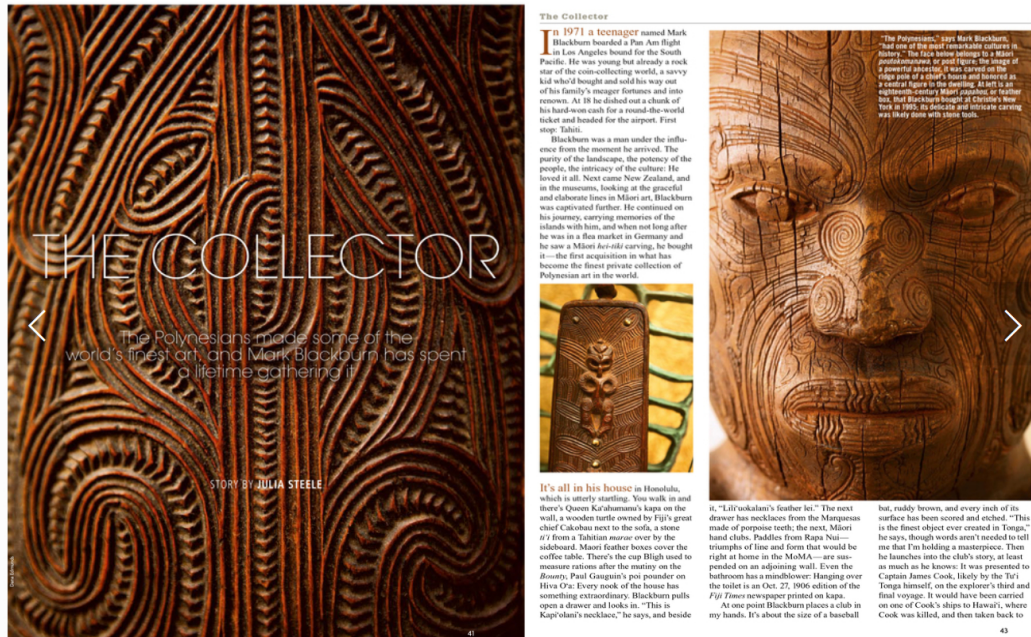 THE COLLECTOR
The Polynesians made some of the
world's finest art, and Mark Blackburn has spent
a lifetime gathering it
STORY BY JULIA STEELE
41
The Collector
In 1971 a teenager named Mark
Blackburn boarded a Pan Am flight
in Los Angeles bound for the South
Pacific. He was young but already a rock
star of the coin-collecting world, a savvy
kid who'd bought and sold his way out
of his family's meager fortunes and into
renown. At 18 he dished out a chunk of
his hard-won cash for a round-the-world
ticket and headed for the airport. First
stop: Tahiti.
Blackburn was a man under the influ-
ence from the moment he arrived. The
purity of the landscape, the potency of the
people, the intricacy of the culture: He
loved it all. Next came New Zealand, and
in the museums, looking at the graceful
and elaborate lines in Māori art, Blackburn
was captivated further. He continued on
his journey, carrying memories of the
islands with him, and when not long after
he was in a flea market in Germany and
he saw a Māori hei-tiki carving, he bought
it—the first acquisition in what has
become the finest private collection of
Polynesian art in the world.
"The Polynesians," says Mark Blackburn,
"had one of the most remarkable cultures in
history." The face below belongs to a Māori
poutokomanawa, or post figure; the image of
a powerful ancestor, it was carved on the
ridge pole of a chief's house and honored as
a central figure in the dwelling. At left is an
eighteenth-century Māori papahou, or feather
box, that Blackburn bought at Christie's New
York in 1995; its delicate and intricate carving
was likely done with stone tools.
It's all in his house in Honolulu,
which is utterly startling. You walk in and
there's Queen Ka'ahumanu's kapa on the
wall, a wooden turtle owned by Fiji's great
chief Cakobau next to the sofa, a stone
ti'i from a Tahitian marae over by the
sideboard. Maori feather boxes cover the
coffee table. There's the cup Bligh used to
measure rations after the mutiny on the
Bounty, Paul Gauguin's poi pounder on
Hiva O'a: Every nook of the house has
something extraordinary. Blackburn pulls
open a drawer and looks in. "This is
Kapi'olani's necklace," he says, and beside
it, "Lili'uokalani's feather lei." The next
drawer has necklaces from the Marquesas
made of porpoise teeth; the next, Māori
hand clubs. Paddles from Rapa Nui—
triumphs of line and form that would be
right at home in the MoMA—are sus-
pended on an adjoining wall. Even the
bathroom has a mindblower: Hanging over
the toilet is an Oct. 27, 1906 edition of the
Fiji Times newspaper printed on kapa.
At one point Blackburn places a club in
my hands. It's about the size of a baseball
bat, ruddy brown, and every inch of its
surface has been scored and etched. "This
is the finest object ever created in Tonga,"
he says, though words aren't needed to tell
me that I'm holding a masterpiece. Then
he launches into the club's story, at least
as much as he knows: It was presented to
Captain James Cook, likely by the Tu'i
Tonga himself, on the explorer's third and
final voyage. It would have been carried
on one of Cook's ships to Hawai'i, where
Cook was killed, and then taken back to
43